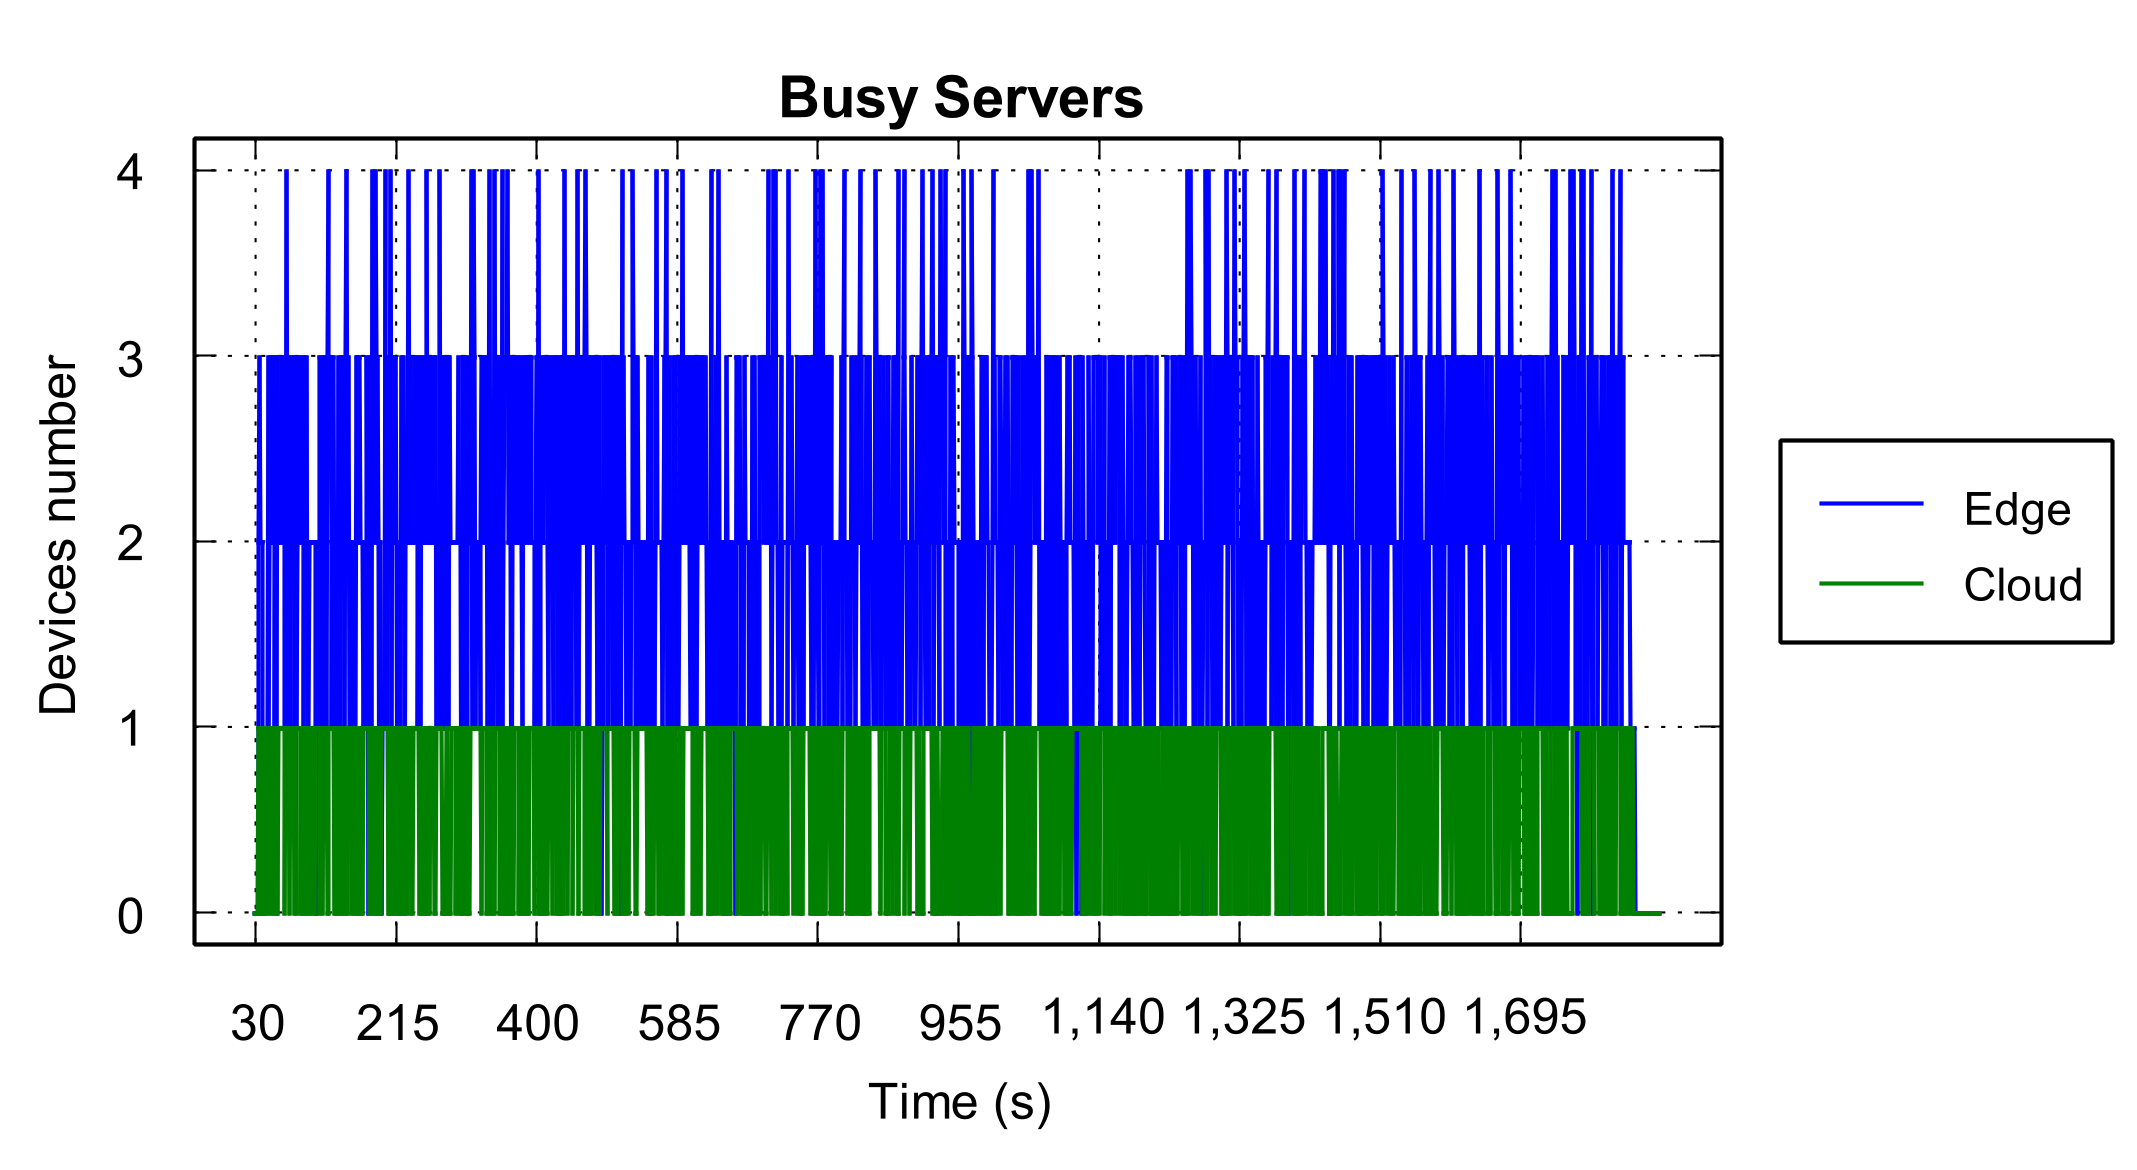 Busy Servers
4
3
2
1
0
Devices number
30 215 400 585 770 955 1,140 1,325 1,510 1,695
Time (s)
Edge
Cloud